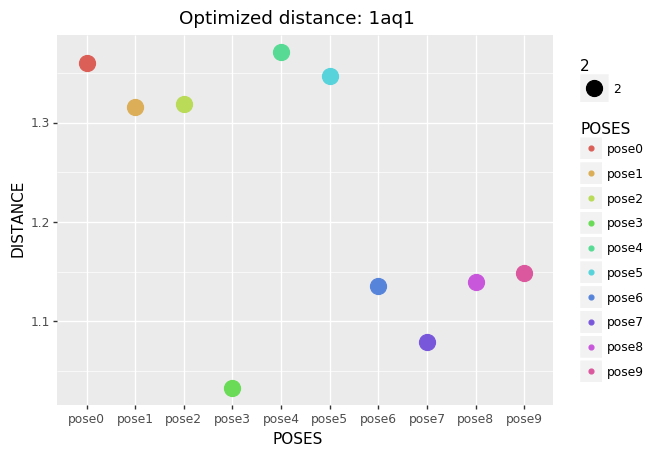 Optimized distance: 1aq1
DISTANCE
1.3
1.2
1.1
pose0 pose1 pose2 pose3 pose4 pose5 pose6 pose7 pose8 pose9
POSES
2
2
POSES
pose0
pose1
pose2
pose3
pose4
pose5
pose6
pose7
pose8
pose9